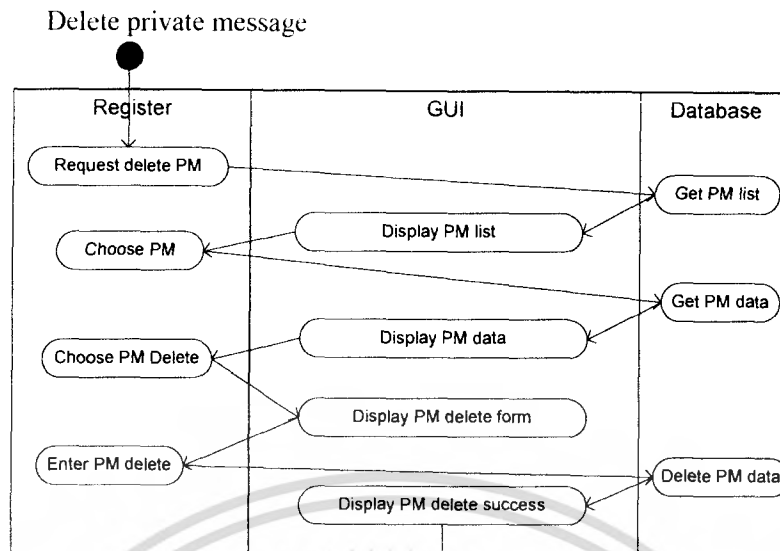 Delete private message
Register
GUI
Database
Request delete PM
Get PM list
Display PM list
Choose PM
Get PM data
Display PM data
Choose PM Delete
Display PM delete form
Enter PM delete
Delete PM data
Display PM delete success